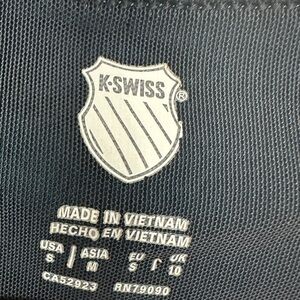 K·SWISS
®
MADE IN VIETNAM
HECHO EN VIETNAM
USA | ASIA | EU | UK
S | M | S | 10
CA52923 RN79090